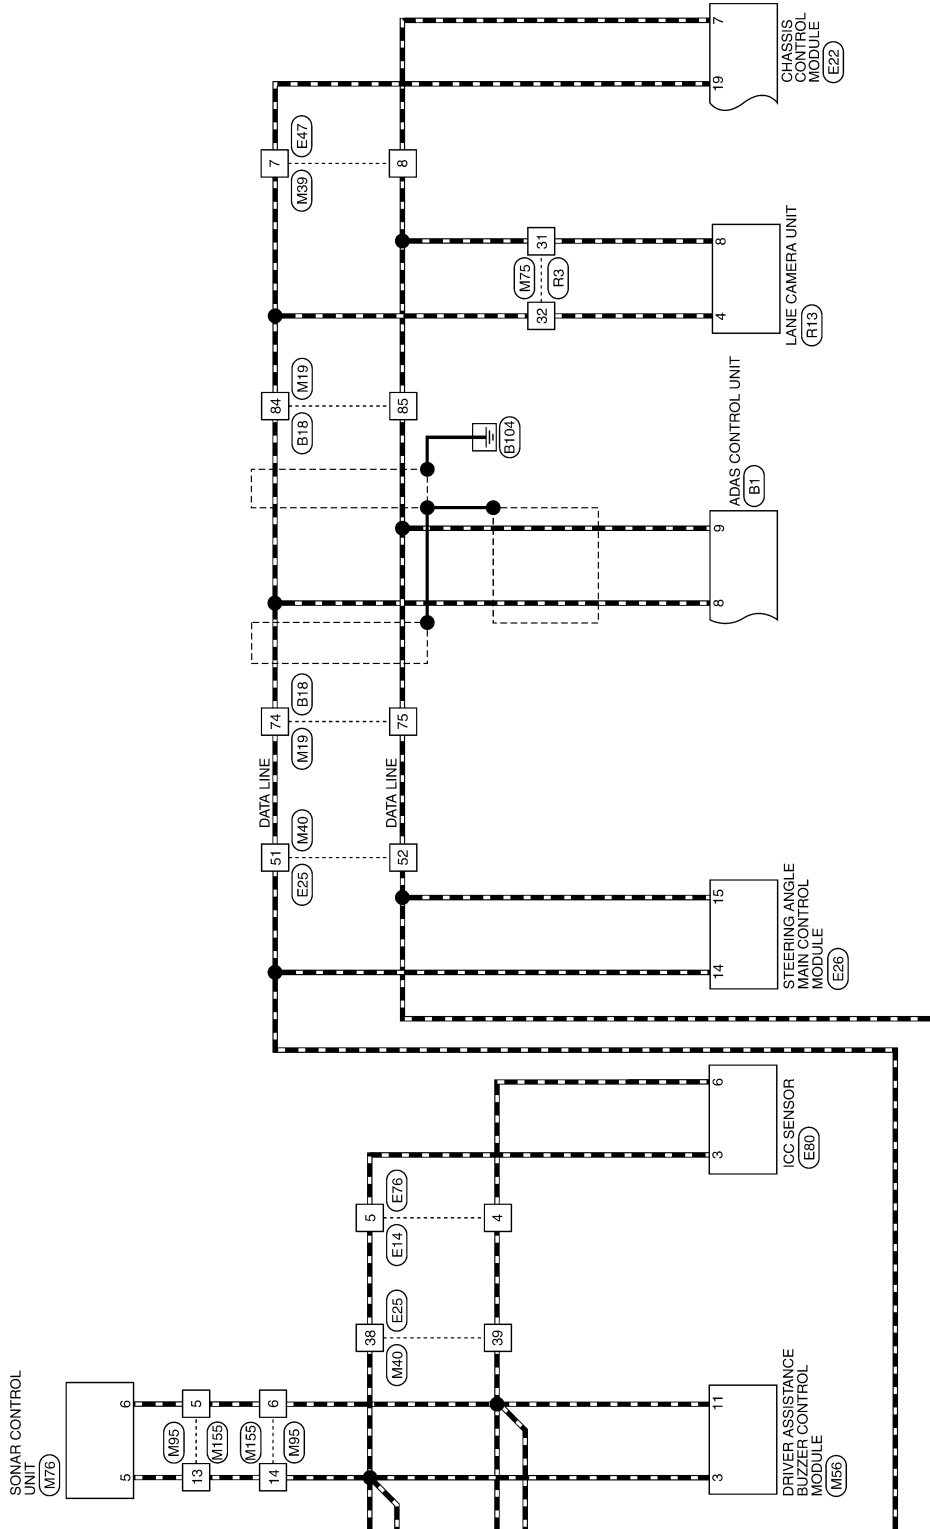 SONAR CONTROL
UNIT
M76
5
6
M95
13
5
M155
M155
14
6
M95
DATA LINE
51
74
84
7
E25
M40
M19
B18
B18
M19
M39
E47
38
5
M40
E25
E14
E76
DATA LINE
52
75
85
8
39
4
B104
M75
32
31
R3
3
11
3
6
14
15
8
9
4
8
19
7
DRIVER ASSISTANCE
BUZZER CONTROL
MODULE
M56
ICC SENSOR
E80
STEERING ANGLE
MAIN CONTROL
MODULE
E26
ADAS CONTROL UNIT
B1
LANE CAMERA UNIT
R13
CHASSIS
CONTROL
MODULE
E22